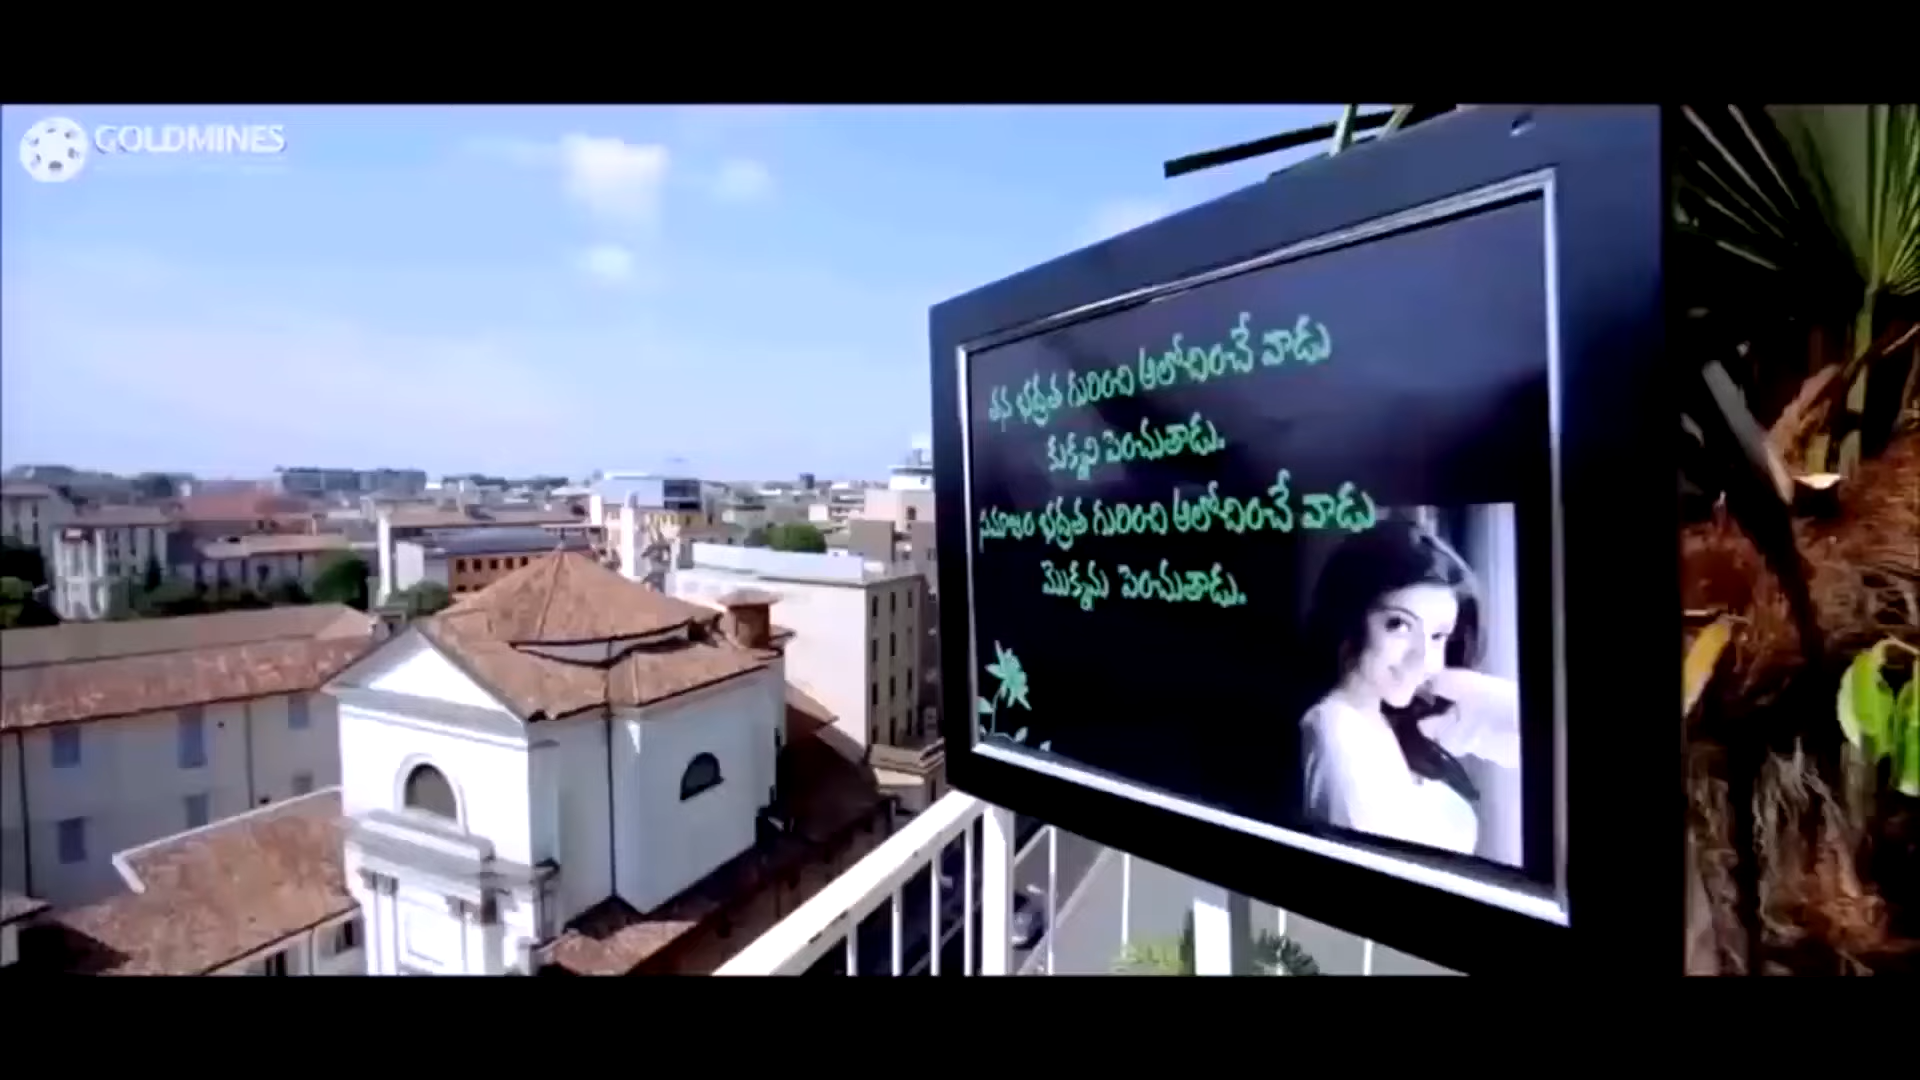 GOLDMINES
తన భద్రత గురించి ఆలోచించే వాడు
కుక్కని పెంచుతాడు.
సమాజం భద్రత గురించి ఆలోచించే వాడు
మొక్కను పెంచుతాడు.